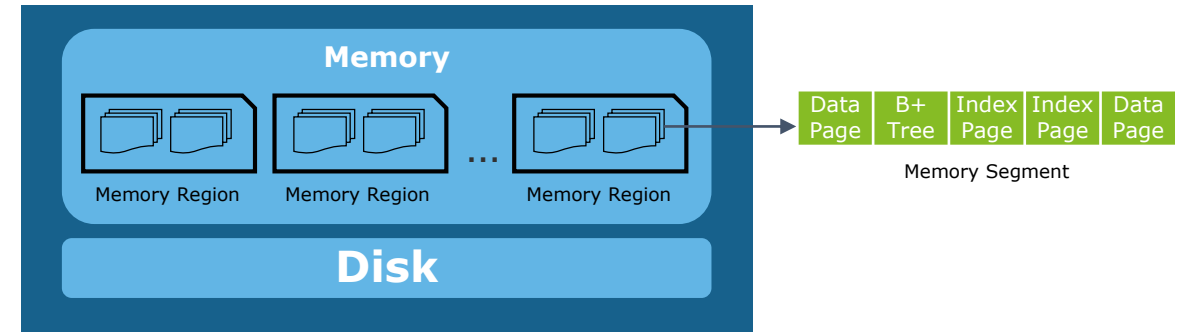 Memory
...
Memory Region
Memory Region
Memory Region
Disk
Data Page
B+ Tree
Index Page
Index Page
Data Page
Memory Segment